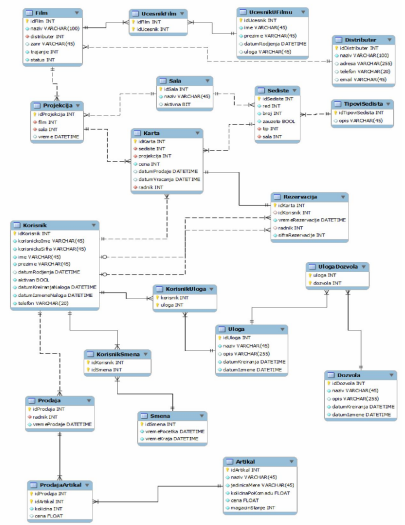 Film
idFilm INT
naziv VARCHAR(100)
distributer INT
zanr VARCHAR(45)
trajanje INT
status INT
UcesnikFilm
idFilm INT
idUcesnik INT
UcesnikUFilmu
idUcesnik INT
ime VARCHAR(45)
prezime VARCHAR(45)
datumRodjenja DATETIME
uloga VARCHAR(45)
Distributer
idDistributer INT
naziv VARCHAR(100)
adresa VARCHAR(255)
telefon VARCHAR(20)
email VARCHAR(45)
Projekcija
idProjekcija INT
film INT
sala INT
vreme DATETIME
Sala
idSala INT
naziv VARCHAR(45)
aktivna BIT
Sediste
idSediste INT
red INT
broj INT
zauzeto BOOL
tip INT
sala INT
TipoviSedista
idTipoviSedista INT
opis VARCHAR(45)
Karta
idKarta INT
sediste INT
projekcija INT
cena INT
datumProdaje DATETIME
datumVracanja DATETIME
radnik INT
Rezervacija
idKarta INT
idKorisnik INT
vremeRezervacije DATETIME
radnik INT
sifraRezervacije INT
Korisnik
idKorisnik INT
korisnickoIme VARCHAR(45)
korisnickaSifra VARCHAR(45)
ime VARCHAR(45)
prezime VARCHAR(45)
datumRodjenja DATETIME
aktivan BOOL
datumKreiranjaNaloga DATETIME
datumIzmeneNaloga DATETIME
telefon VARCHAR(20)
KorisnikUloga
korisnik INT
uloga INT
UlogaDozvola
uloga INT
dozvola INT
Uloga
idUloga INT
naziv VARCHAR(45)
opis VARCHAR(255)
datumKreiranja DATETIME
datumIzmene DATETIME
KorisnikSmena
idKorisnik INT
idSmena INT
Dozvola
idDozvola INT
naziv VARCHAR(45)
opis VARCHAR(255)
datumKreiranja DATETIME
datumIzmene DATETIME
Prodaja
idProdaja INT
radnik INT
vremeProdaje DATETIME
Smena
idSmena INT
vremePocetka DATETIME
vremeKraja DATETIME
ProdajaArtikal
idProdaja INT
idArtikal INT
kolicina INT
cena FLOAT
Artikal
idArtikal INT
naziv VARCHAR(45)
jedinicaMere VARCHAR(45)
kolicinaPoKomadu FLOAT
cena FLOAT
magacinStanje INT